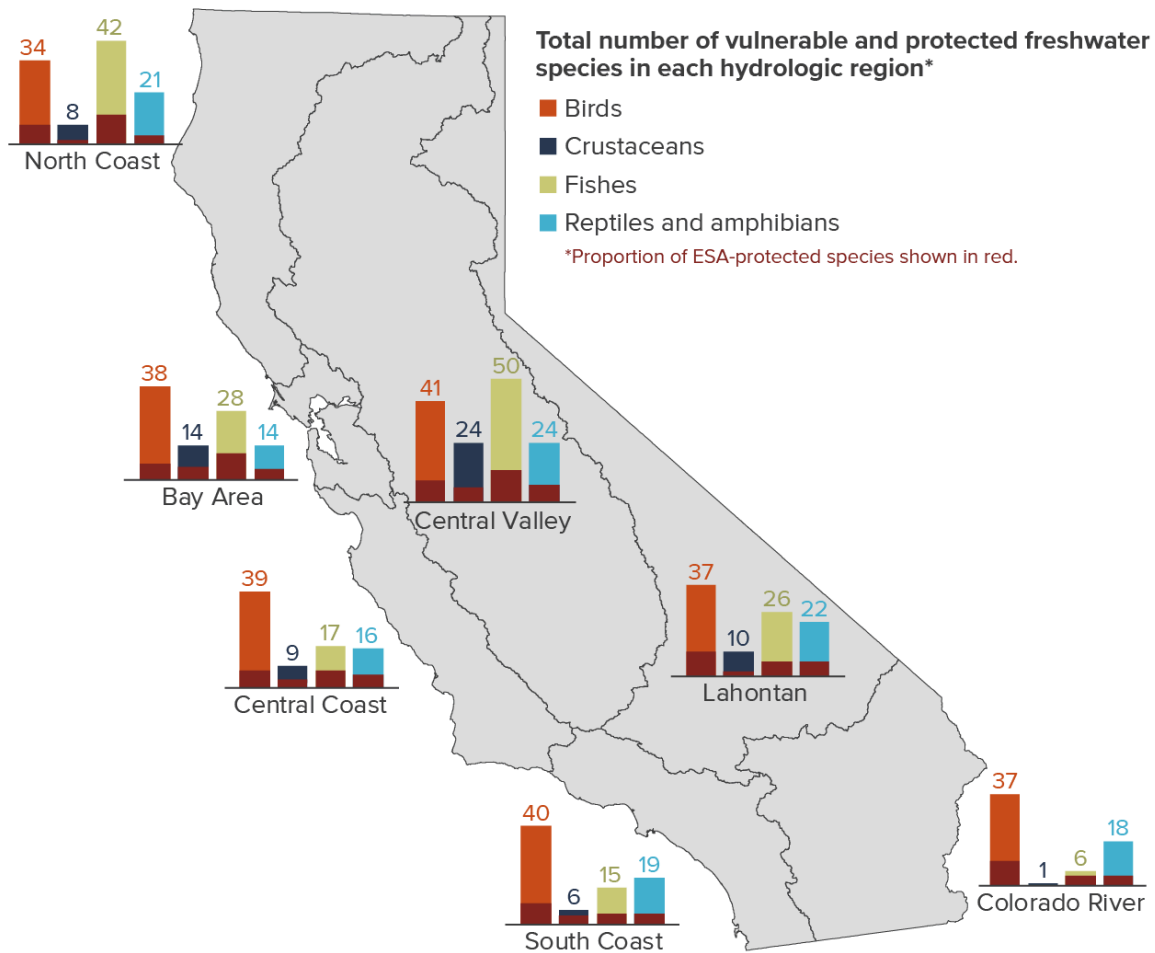 Total number of vulnerable and protected freshwater
species in each hydrologic region*
Birds
Crustaceans
Fishes
Reptiles and amphibians
*Proportion of ESA-protected species shown in red.
34
8
42
21
North Coast
38
14
28
14
Bay Area
41
24
50
24
Central Valley
39
9
17
16
Central Coast
37
10
26
22
Lahontan
40
6
15
19
South Coast
37
1
6
18
Colorado River